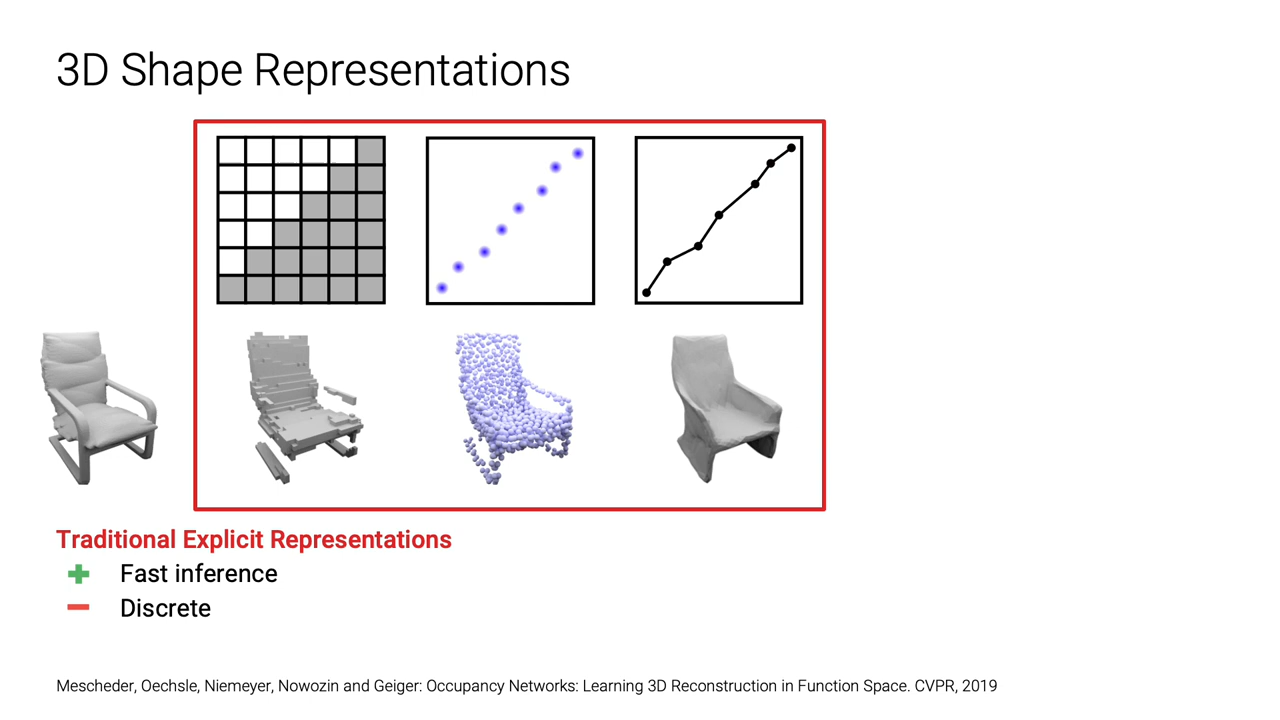 3D Shape Representations
Traditional Explicit Representations
Fast inference
Discrete
Mescheder, Oechsle, Niemeyer, Nowozin and Geiger: Occupancy Networks: Learning 3D Reconstruction in Function Space. CVPR, 2019